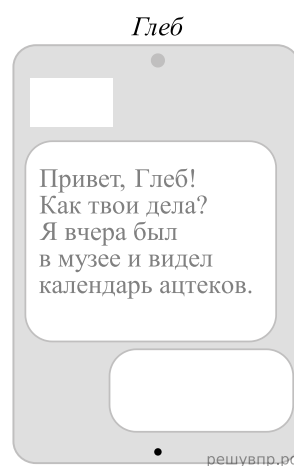 Глеб
Привет, Глеб!
Как твои дела?
Я вчера был
в музее и видел
календарь ацтеков.